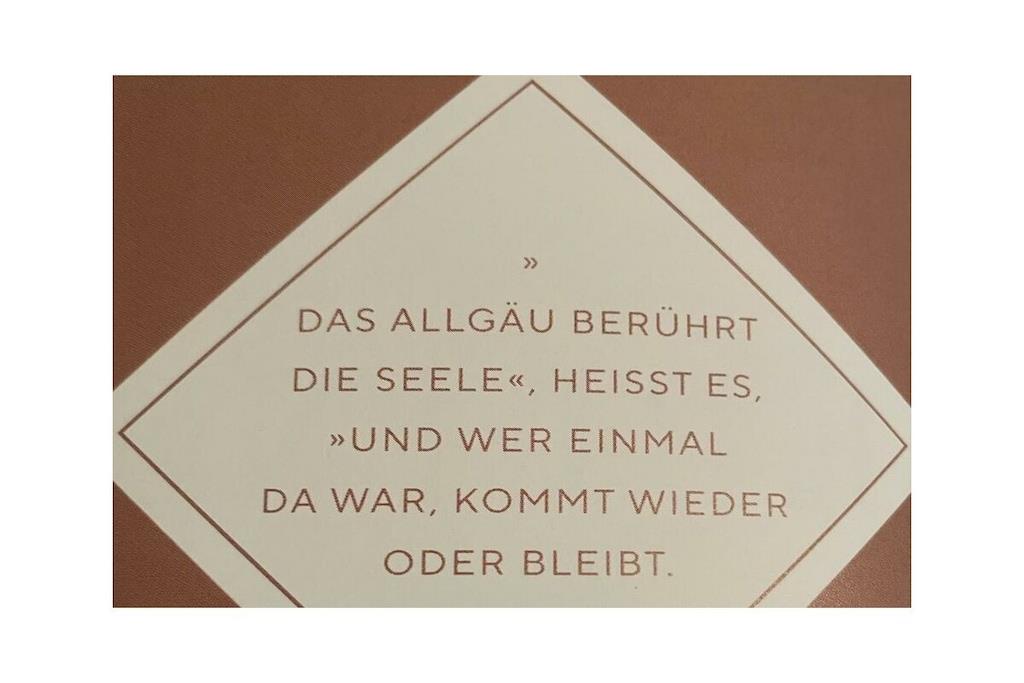 »
DAS ALLGÄU BERÜHRT
DIE SEELE«, HEISST ES,
»UND WER EINMAL
DA WAR, KOMMT WIEDER
ODER BLEIBT.